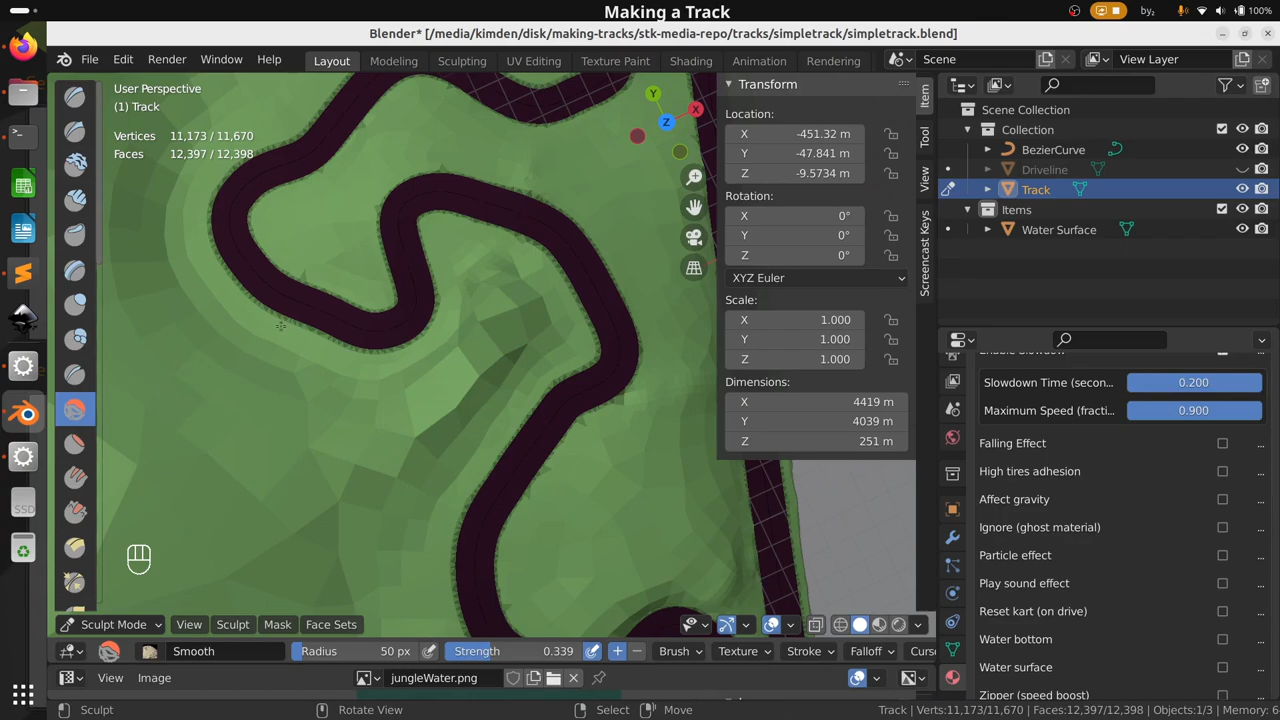 Making a Track
by₂
100%
Blender* [/media/kimden/disk/making-tracks/stk-media-repo/tracks/simpletrack/simpletrack.blend]
File Edit Render Window Help
Layout Modeling Sculpting UV Editing Texture Paint Shading Animation Rendering
Scene
View Layer
User Perspective
(1) Track
Vertices 11,173 / 11,670
Faces 12,397 / 12,398
Y
X
Z
Transform
Location:
X -451.32 m
Y -47.841 m
Z -9.5734 m
Rotation:
X 0°
Y 0°
Z 0°
XYZ Euler
Scale:
X 1.000
Y 1.000
Z 1.000
Dimensions:
X 4419 m
Y 4039 m
Z 251 m
Item
Tool
View
Screencast Keys
Scene Collection
Collection
BezierCurve
Driveline
Track
Items
Water Surface
Slowdown Time (secon... 0.200
Maximum Speed (fracti... 0.900
Falling Effect ...
High tires adhesion ...
Affect gravity ...
Ignore (ghost material) ...
Particle effect ...
Play sound effect ...
Reset kart (on drive) ...
Water bottom ...
Water surface ...
Zipper (speed boost) ...
SSD
Sculpt Mode View Sculpt Mask Face Sets
Smooth Radius 50 px Strength 0.339 Brush Texture Stroke Falloff Curs
View Image jungleWater.png
Sculpt Rotate View Select Move
Track | Verts:11,173/11,670 | Faces:12,397/12,398 | Objects:1/3 | Memory: 6